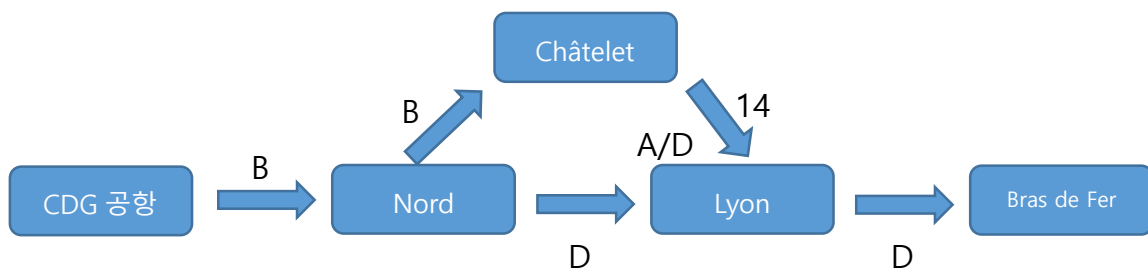 Châtelet
B
14
A/D
B
CDG 공항
Nord
Lyon
Bras de Fer
D
D